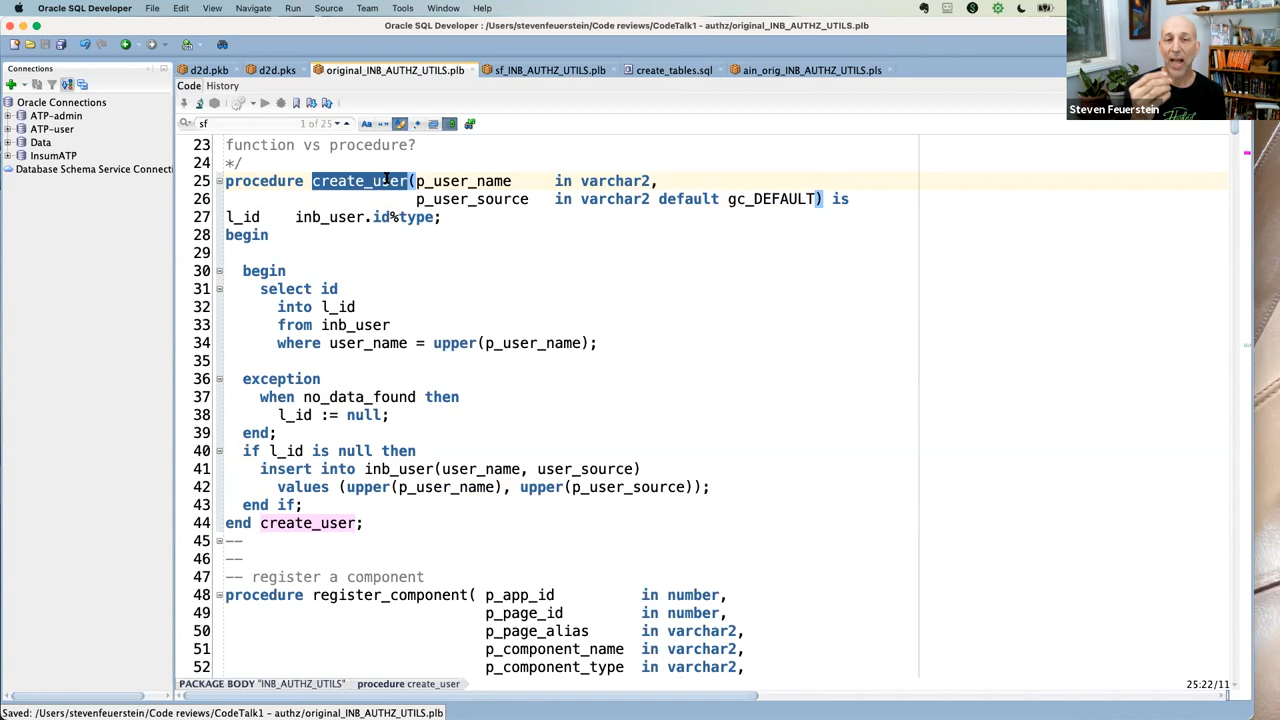 Oracle SQL Developer File Edit View Navigate Run Source Team Tools Window Help
Oracle SQL Developer : /Users/stevenfeuerstein/Code reviews/CodeTalk1 - authz/original_INB_AUTHZ_UTILS.plb
Connections
d2d.pkb d2d.pks original_INB_AUTHZ_UTILS.plb sf_INB_AUTHZ_UTILS.plb create_tables.sql ain_orig_INB_AUTHZ_UTILS.pls
Code History
Oracle Connections
ATP-admin
ATP-user
Data
InsumATP
Database Schema Service Connecti
sf 1 of 25 Aa
Steven Feuerstein
23 function vs procedure?
24 */
25 procedure create_user(p_user_name in varchar2,
26 p_user_source in varchar2 default gc_DEFAULT) is
27 l_id inb_user.id%type;
28 begin
29
30 begin
31 select id
32 into l_id
33 from inb_user
34 where user_name = upper(p_user_name);
35
36 exception
37 when no_data_found then
38 l_id := null;
39 end;
40 if l_id is null then
41 insert into inb_user(user_name, user_source)
42 values (upper(p_user_name), upper(p_user_source));
43 end if;
44 end create_user;
45 --
46 --
47 -- register a component
48 procedure register_component( p_app_id in number,
49 p_page_id in number,
50 p_page_alias in varchar2,
51 p_component_name in varchar2,
52 p_component_type in varchar2,
PACKAGE BODY "INB_AUTHZ_UTILS" procedure create_user
25:22/11
Saved: /Users/stevenfeuerstein/Code reviews/CodeTalk1 - authz/original_INB_AUTHZ_UTILS.plb